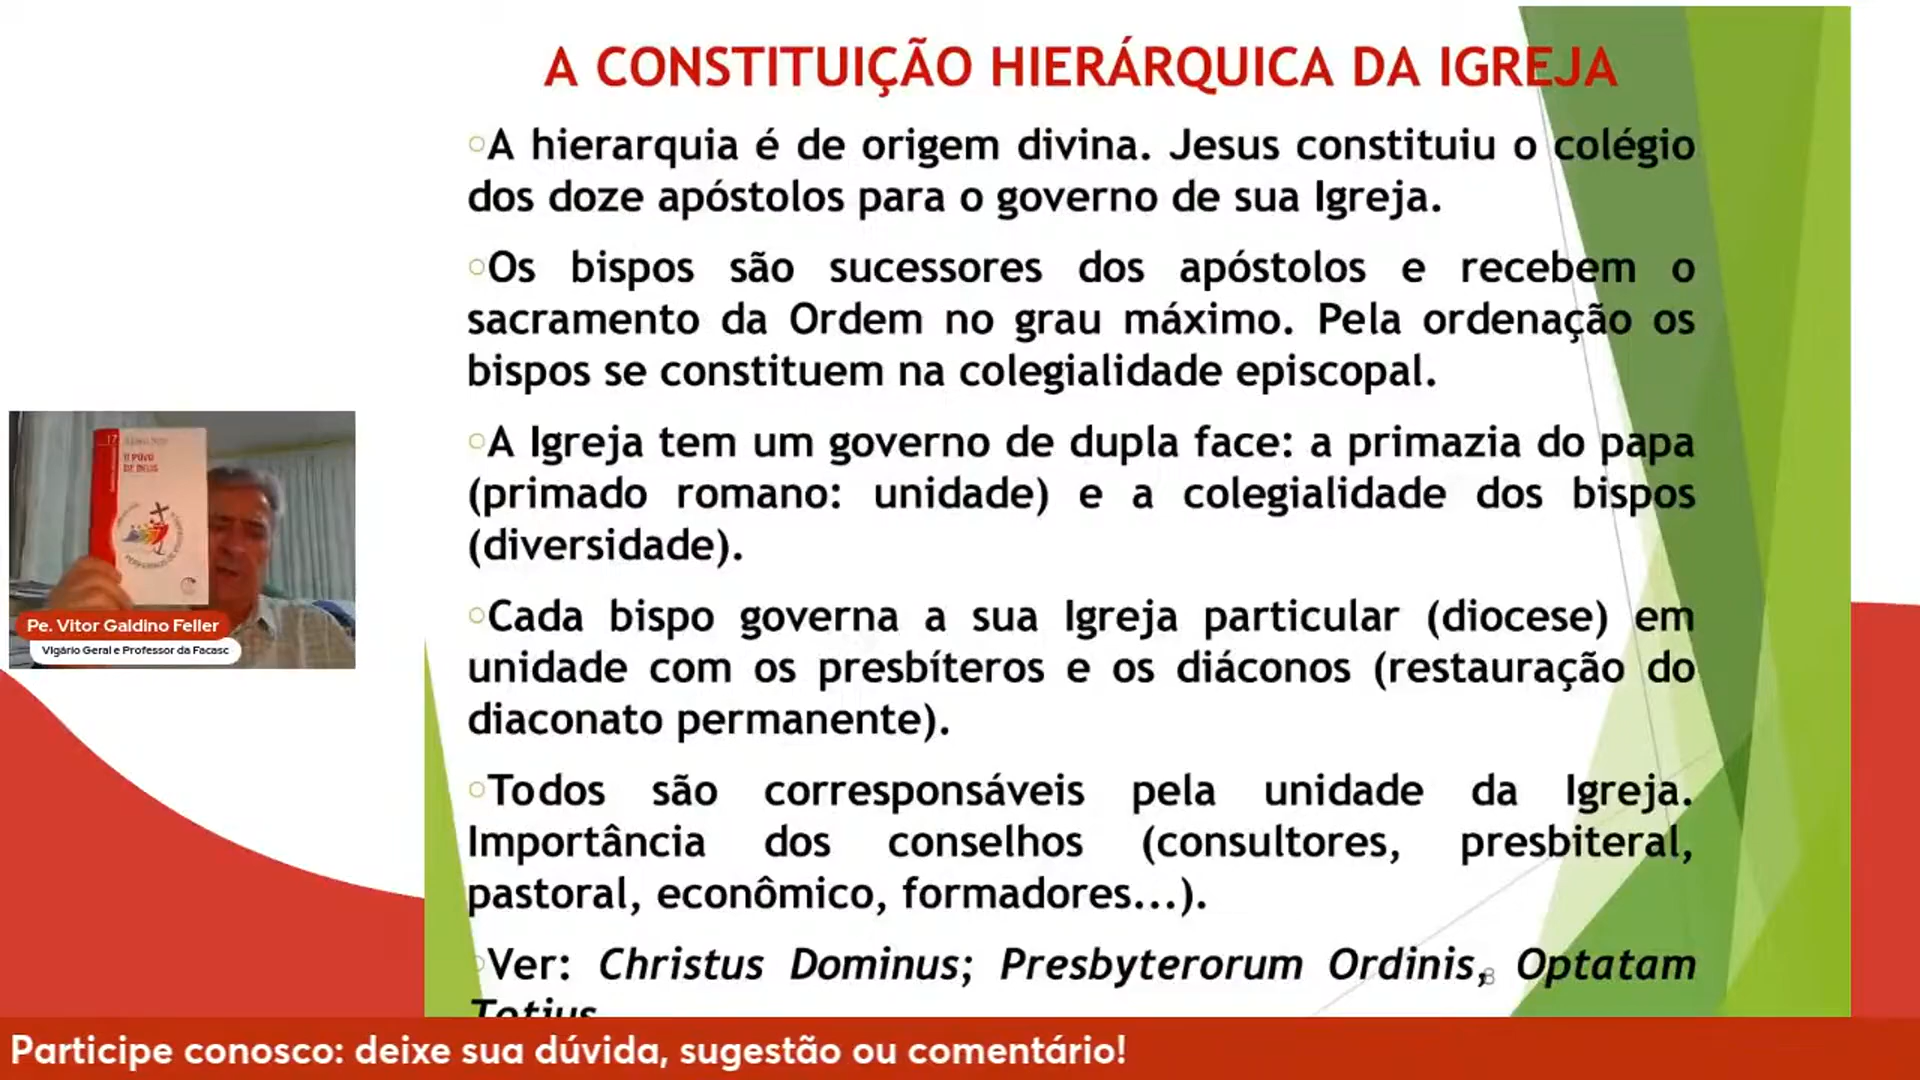 A CONSTITUIÇÃO HIERÁRQUICA DA IGREJA
A hierarquia é de origem divina. Jesus constituiu o colégio
dos doze apóstolos para o governo de sua Igreja.
Os bispos são sucessores dos apóstolos e recebem o
sacramento da Ordem no grau máximo. Pela ordenação os
bispos se constituem na colegialidade episcopal.
A Igreja tem um governo de dupla face: a primazia do papa
(primado romano: unidade) e a colegialidade dos bispos
(diversidade).
Cada bispo governa a sua Igreja particular (diocese) em
unidade com os presbíteros e os diáconos (restauração do
diaconato permanente).
Todos são corresponsáveis pela unidade da Igreja.
Importância dos conselhos (consultores, presbiteral,
pastoral, econômico, formadores...).
Ver: Christus Dominus; Presbyterorum Ordinis, Optatam
Totius
8
17
O POVO
DE DEUS
Pe. Vitor Galdino Feller
Vigário Geral e Professor da Facasc
Participe conosco: deixe sua dúvida, sugestão ou comentário!